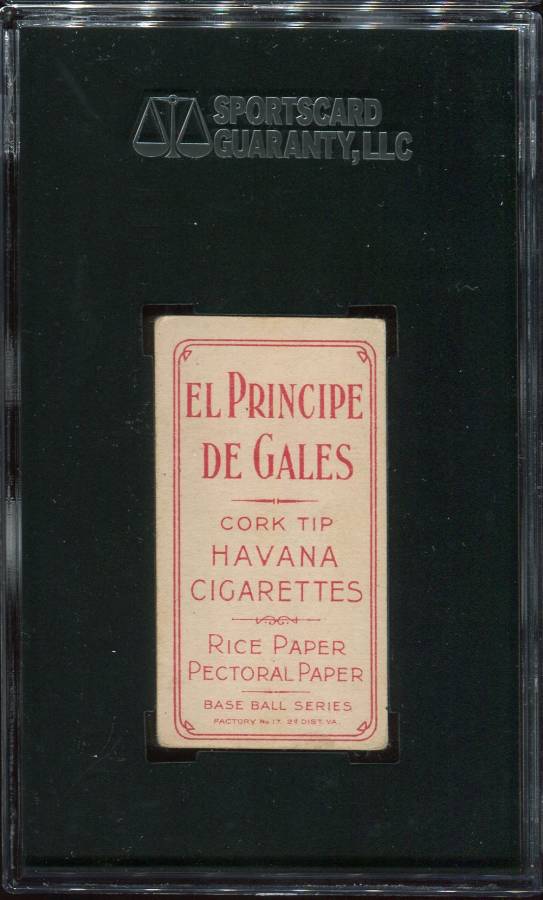 SPORTSCARD
GUARANTY, LLC
EL PRINCIPE
DE GALES
CORK TIP
HAVANA
CIGARETTES
RICE PAPER
PECTORAL PAPER
BASE BALL SERIES
FACTORY No 17. 2d DIST. VA.